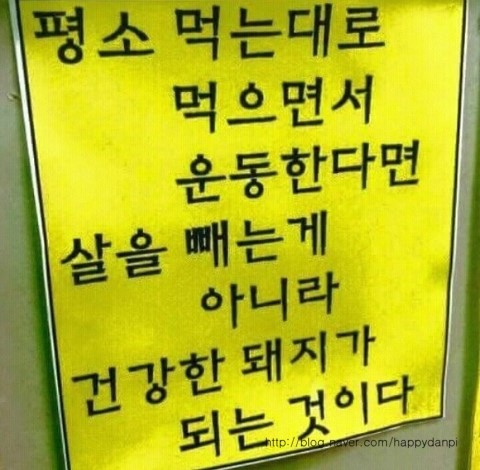 평소 먹는대로
먹으면서
운동한다면
살을 빼는게
아니라
건강한 돼지가
되는 것이다
http://blog.naver.com/happydanpi